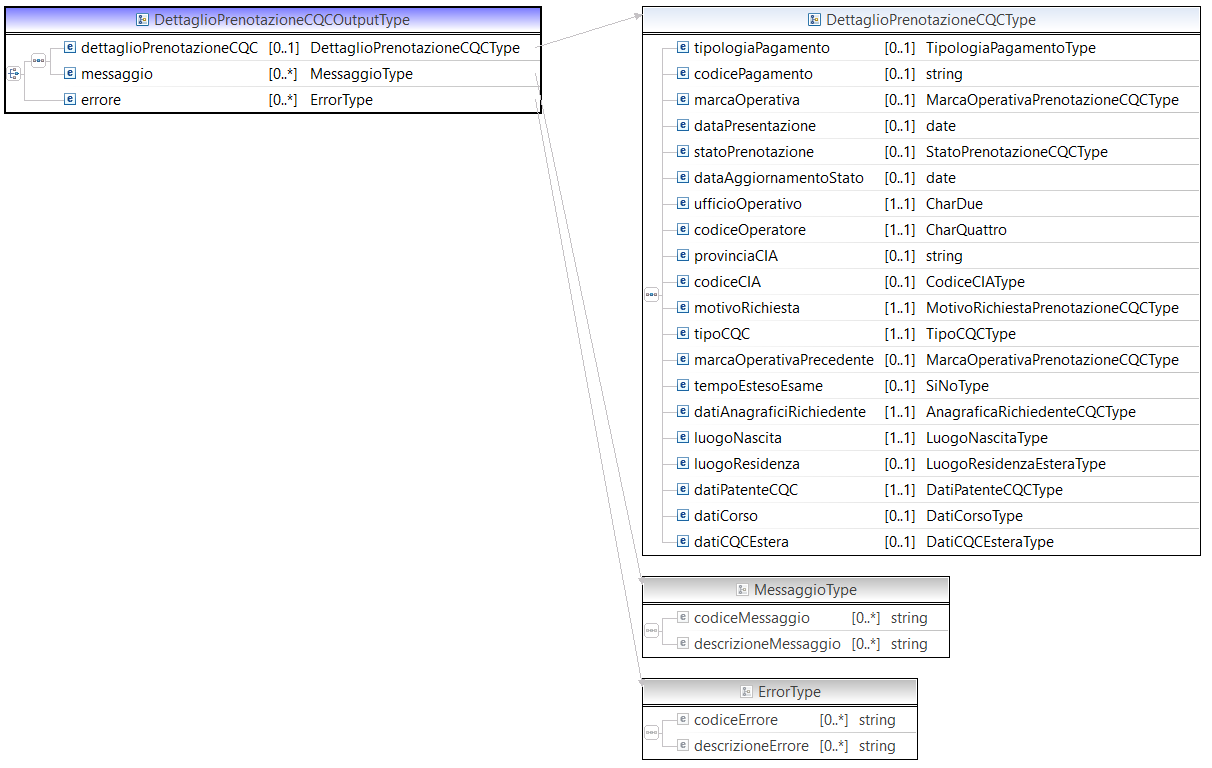 DettaglioPrenotazioneCQCOutputType
dettaglioPrenotazioneCQC [0..1] DettaglioPrenotazioneCQCType
messaggio [0..*] MessaggioType
errore [0..*] ErrorType
DettaglioPrenotazioneCQCType
tipologiaPagamento [0..1] TipologiaPagamentoType
codicePagamento [0..1] string
marcaOperativa [0..1] MarcaOperativaPrenotazioneCQCType
dataPresentazione [0..1] date
statoPrenotazione [0..1] StatoPrenotazioneCQCType
dataAggiornamentoStato [0..1] date
ufficioOperativo [1..1] CharDue
codiceOperatore [1..1] CharQuattro
provinciaCIA [0..1] string
codiceCIA [0..1] CodiceCIAType
motivoRichiesta [1..1] MotivoRichiestaPrenotazioneCQCType
tipoCQC [1..1] TipoCQCType
marcaOperativaPrecedente [0..1] MarcaOperativaPrenotazioneCQCType
tempoEstesoEsame [0..1] SiNoType
datiAnagraficiRichiedente [1..1] AnagraficaRichiedenteCQCType
luogoNascita [1..1] LuogoNascitaType
luogoResidenza [0..1] LuogoResidenzaEsteraType
datiPatenteCQC [1..1] DatiPatenteCQCType
datiCorso [0..1] DatiCorsoType
datiCQCEstera [0..1] DatiCQCEsteraType
MessaggioType
codiceMessaggio [0..*] string
descrizioneMessaggio [0..*] string
ErrorType
codiceErrore [0..*] string
descrizioneErrore [0..*] string